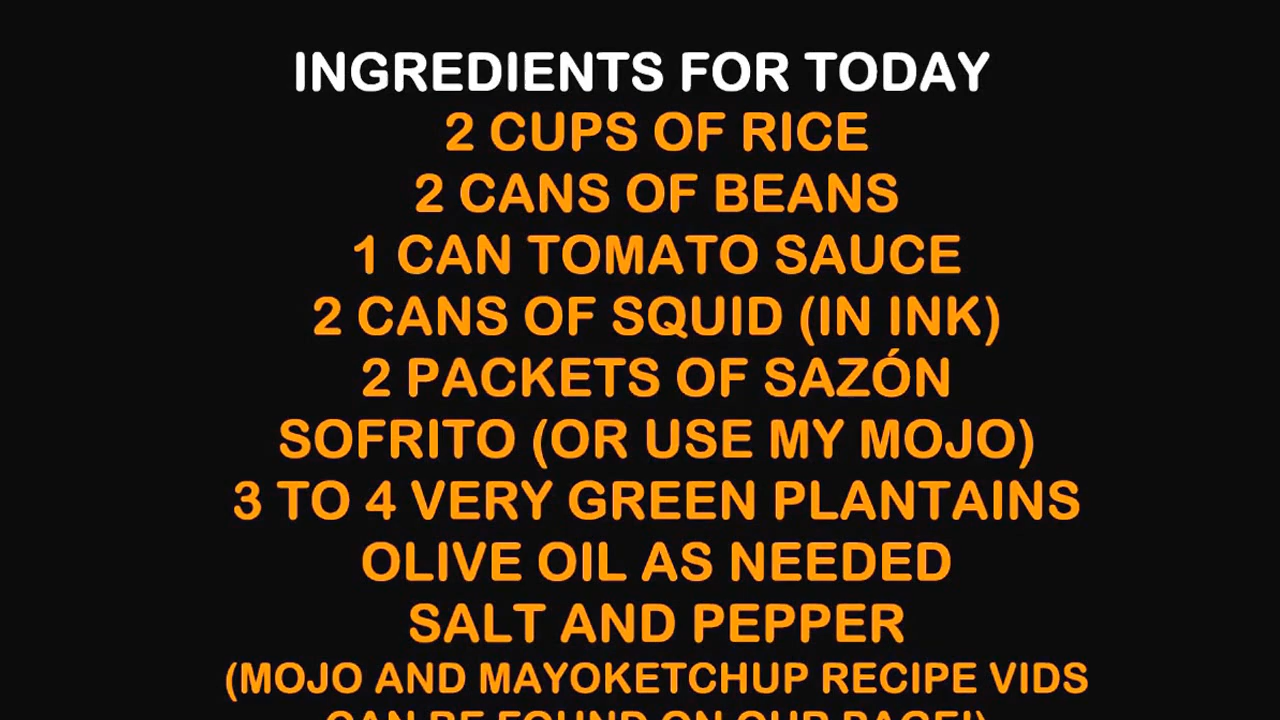 INGREDIENTS FOR TODAY
2 CUPS OF RICE
2 CANS OF BEANS
1 CAN TOMATO SAUCE
2 CANS OF SQUID (IN INK)
2 PACKETS OF SAZÓN
SOFRITO (OR USE MY MOJO)
3 TO 4 VERY GREEN PLANTAINS
OLIVE OIL AS NEEDED
SALT AND PEPPER
(MOJO AND MAYOKETCHUP RECIPE VIDS
CAN BE FOUND ON OUR PAGE!)